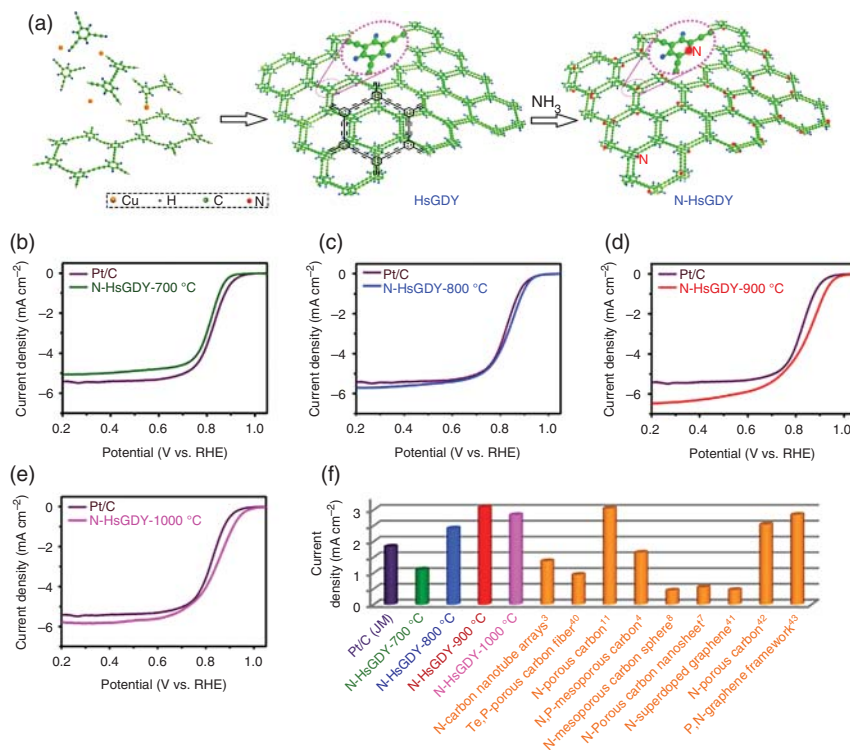 (a)
N
NH3
N
N
HsGDY
N-HsGDY
Cu H C N
(b)
Pt/C
N-HsGDY-700 °C
Current density (mA cm−2)
0
−2
−4
−6
0.2 0.4 0.6 0.8 1.0
Potential (V vs. RHE)
(c)
Pt/C
N-HsGDY-800 °C
Current density (mA cm−2)
0
−2
−4
−6
0.2 0.4 0.6 0.8 1.0
Potential (V vs. RHE)
(d)
Pt/C
N-HsGDY-900 °C
Current density (mA cm−2)
0
−2
−4
−6
0.2 0.4 0.6 0.8 1.0
Potential (V vs. RHE)
(e)
Pt/C
N-HsGDY-1000 °C
Current density (mA cm−2)
0
−2
−4
−6
0.2 0.4 0.6 0.8 1.0
Potential (V vs. RHE)
(f)
Current
density (mA cm−2)
3
2
1
0
Pt/C (JM)
N-HsGDY-700 °C
N-HsGDY-800 °C
N-HsGDY-900 °C
N-HsGDY-1000 °C
N-carbon nanotube arrays3
Te,P-porous carbon fiber40
N-porous carbon11
N,P-mesoporous carbon4
N-mesoporous carbon sphere8
N-Porous carbon nanosheet7
N-superdoped graphene41
N-porous carbon42
P,N-graphene framework43